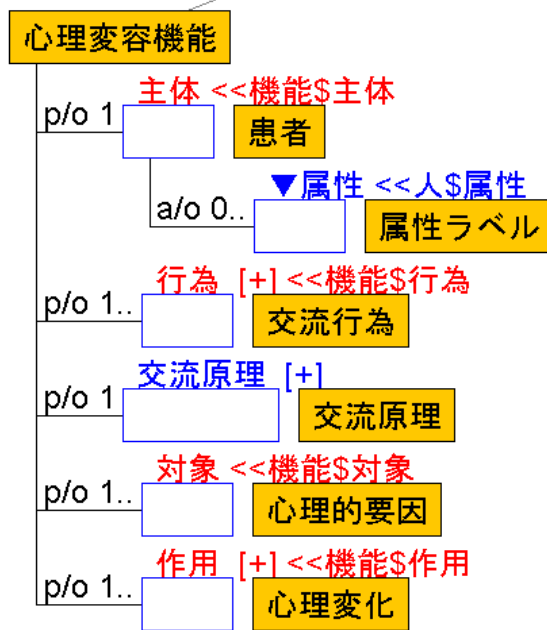 心理変容機能
主体 <<機能$主体
p/o 1
患者
▼属性 <<人$属性
a/o 0..
属性ラベル
行為 [+] <<機能$行為
p/o 1..
交流行為
交流原理 [+]
p/o 1
交流原理
対象 <<機能$対象
p/o 1..
心理的要因
作用 [+] <<機能$作用
p/o 1..
心理変化